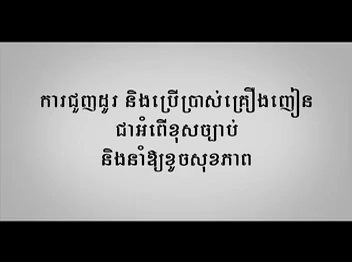 ការជួញដូរ និងប្រើប្រាស់គ្រឿងញៀន
ជាអំពើខុសច្បាប់
និងនាំឱ្យខូចសុខភាព